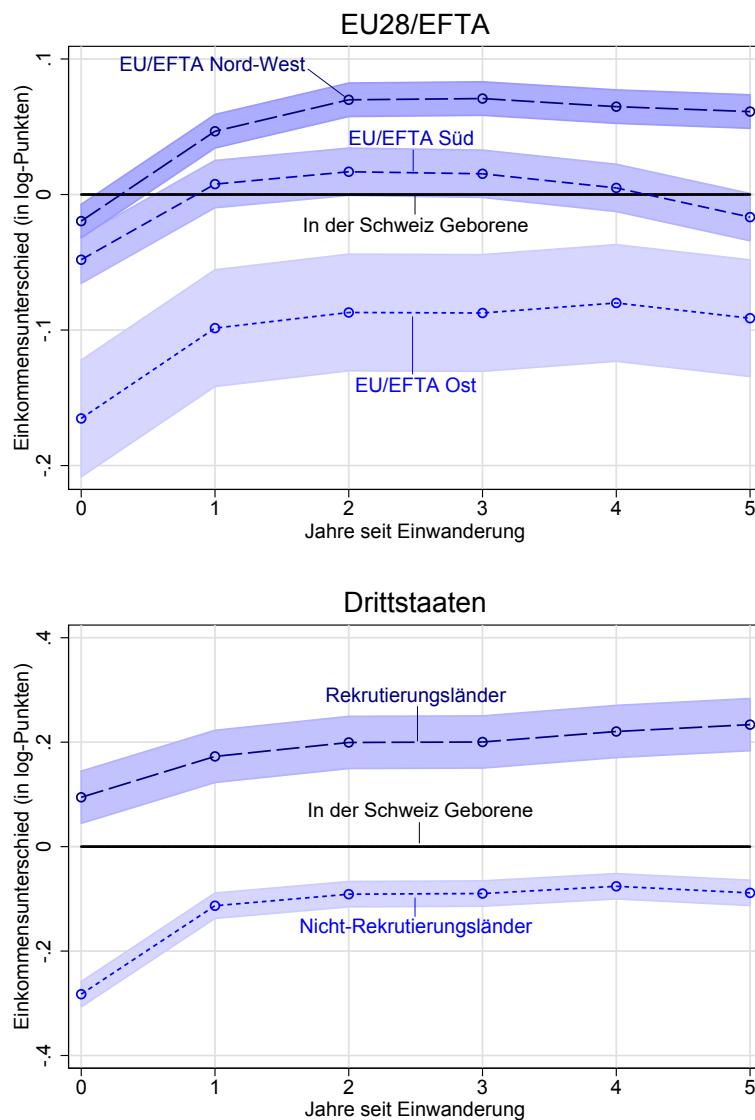 EU28/EFTA
Einkommensunterschied (in log-Punkten)
.1
0
-.1
-.2
EU/EFTA Nord-West
EU/EFTA Süd
In der Schweiz Geborene
EU/EFTA Ost
0 1 2 3 4 5
Jahre seit Einwanderung
Drittstaaten
Einkommensunterschied (in log-Punkten)
.4
.2
0
-.2
-.4
Rekrutierungsländer
In der Schweiz Geborene
Nicht-Rekrutierungsländer
0 1 2 3 4 5
Jahre seit Einwanderung